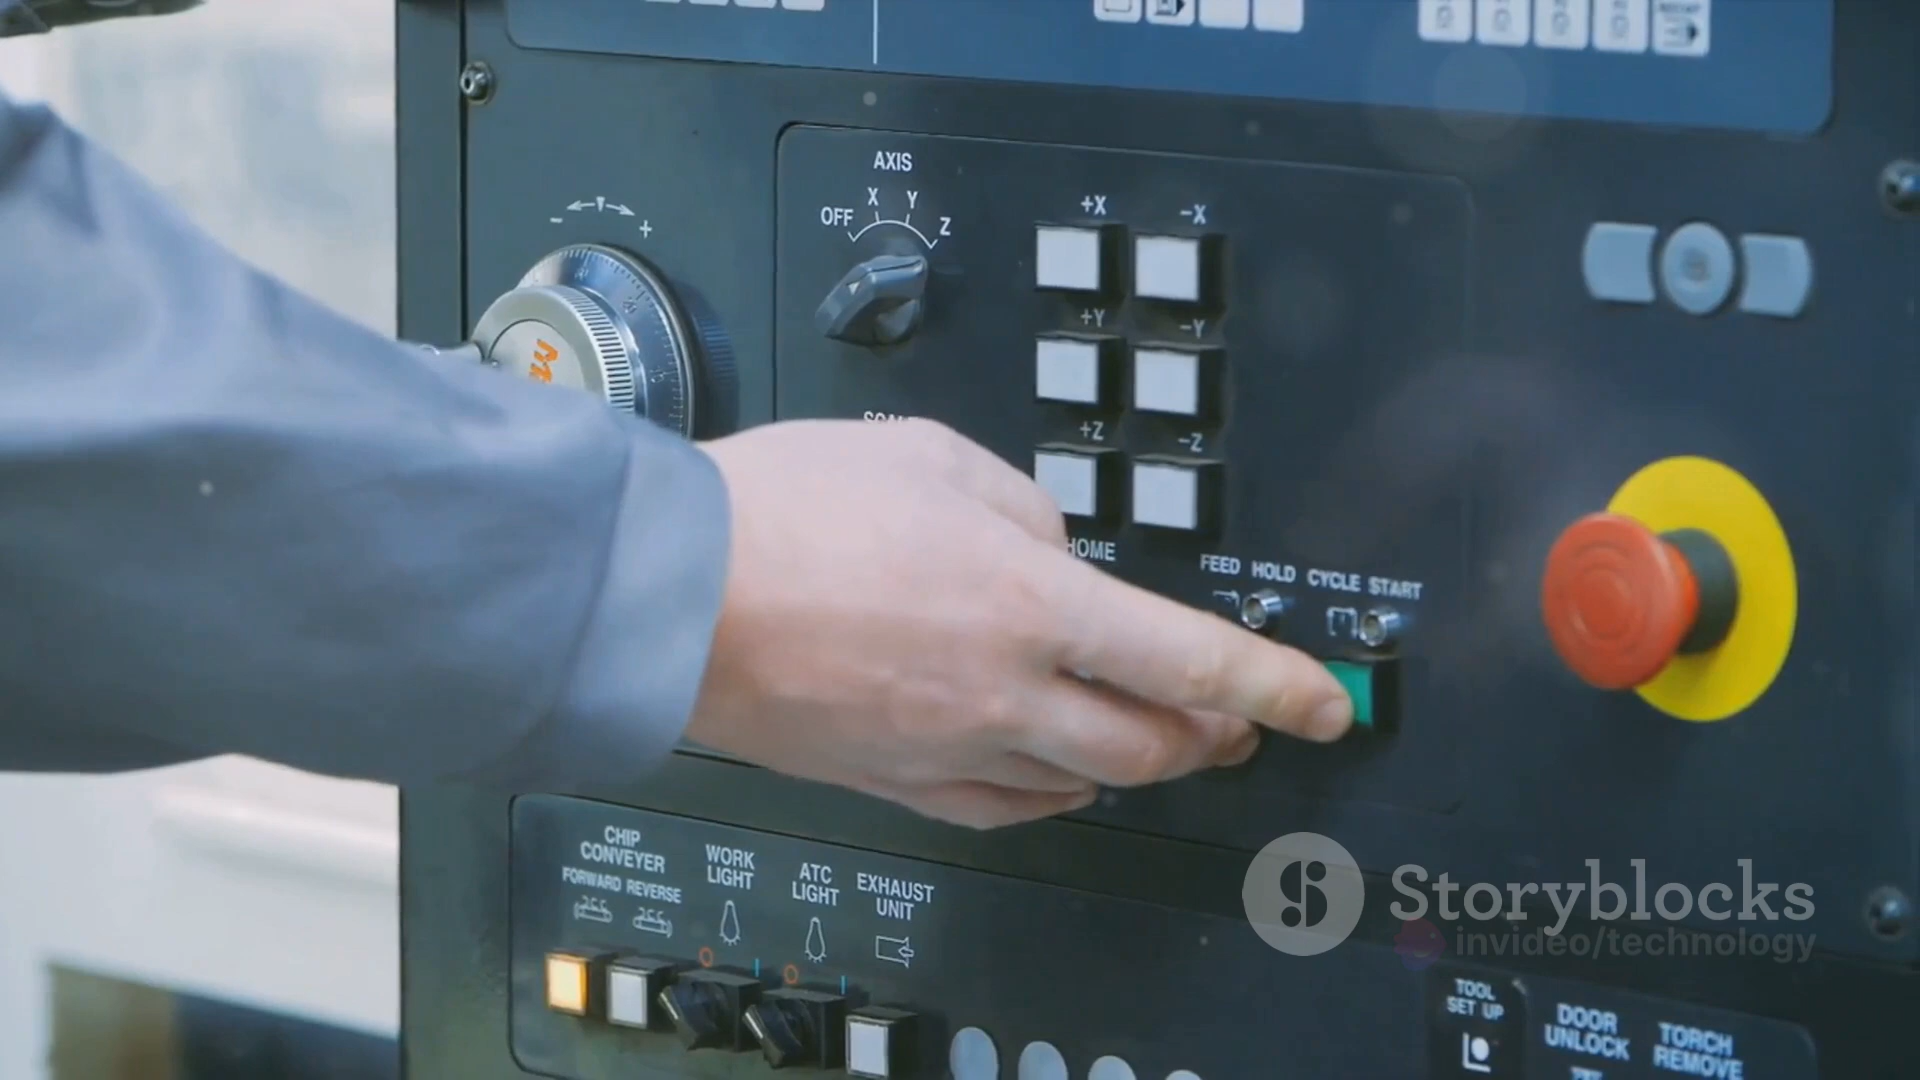 AXIS
OFF X Y Z
- +
+X -X
+Y -Y
+Z -Z
HOME
FEED HOLD CYCLE START
CHIP
CONVEYER
FORWARD REVERSE
WORK
LIGHT
ATC
LIGHT
EXHAUST
UNIT
TOOL
SET UP
DOOR
UNLOCK
TORCH
REMOVE
Storyblocks
invideo/technology